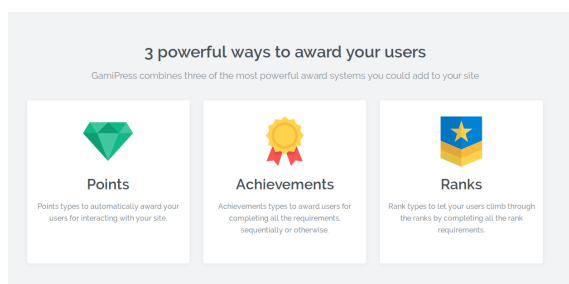 3 powerful ways to award your users
GamiPress combines three of the most powerful award systems you could add to your site
Points
Points types to automatically award your
users for interacting with your site.
Achievements
Achievements types to award users for
completing all the requirements,
sequentially or otherwise.
Ranks
Rank types to let your users climb through
the ranks by completing all the rank
requirements.